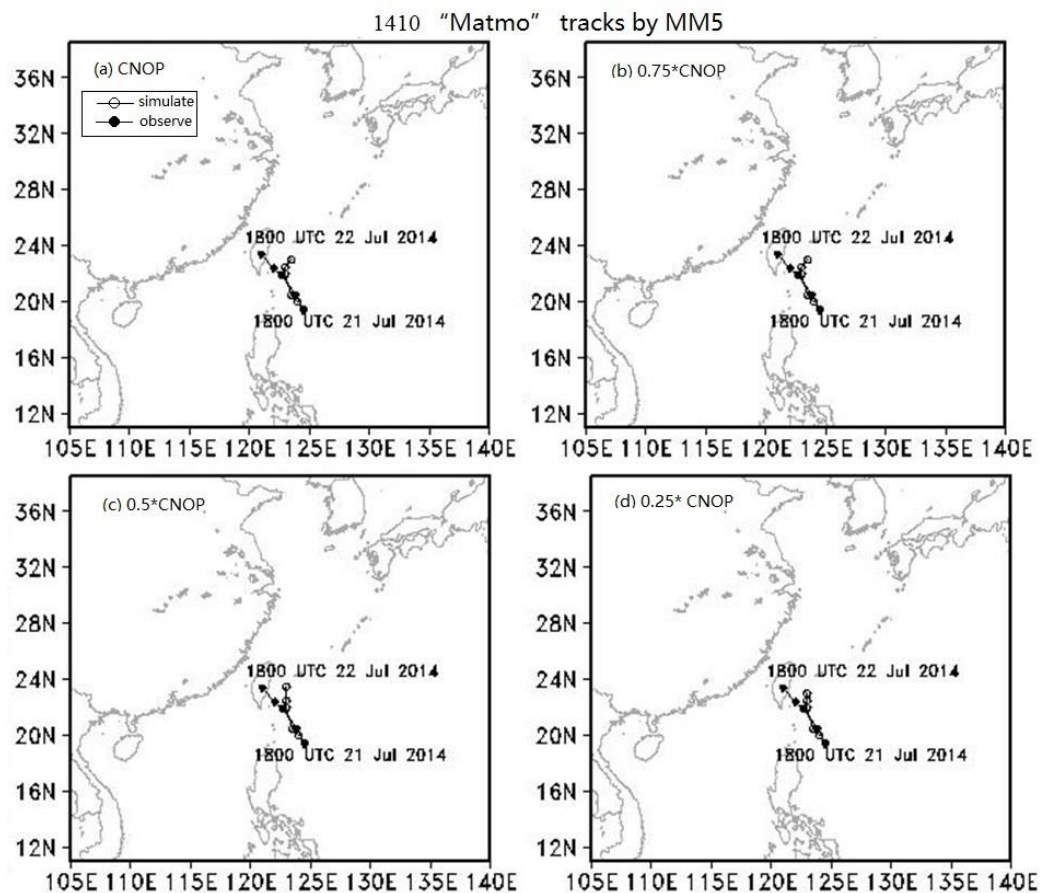 1410 “Matmo” tracks by MM5
(a) CNOP
simulate
observe
36N
32N
28N
24N
20N
16N
12N
1800 UTC 22 Jul 2014
1800 UTC 21 Jul 2014
105E 110E 115E 120E 125E 130E 135E 140E
(b) 0.75*CNOP
36N
32N
28N
24N
20N
16N
12N
1800 UTC 22 Jul 2014
1800 UTC 21 Jul 2014
105E 110E 115E 120E 125E 130E 135E 140E
(c) 0.5*CNOP
36N
32N
28N
24N
20N
16N
12N
1800 UTC 22 Jul 2014
1800 UTC 21 Jul 2014
105E 110E 115E 120E 125E 130E 135E 140E
(d) 0.25* CNOP
36N
32N
28N
24N
20N
16N
12N
1800 UTC 22 Jul 2014
1800 UTC 21 Jul 2014
105E 110E 115E 120E 125E 130E 135E 140E